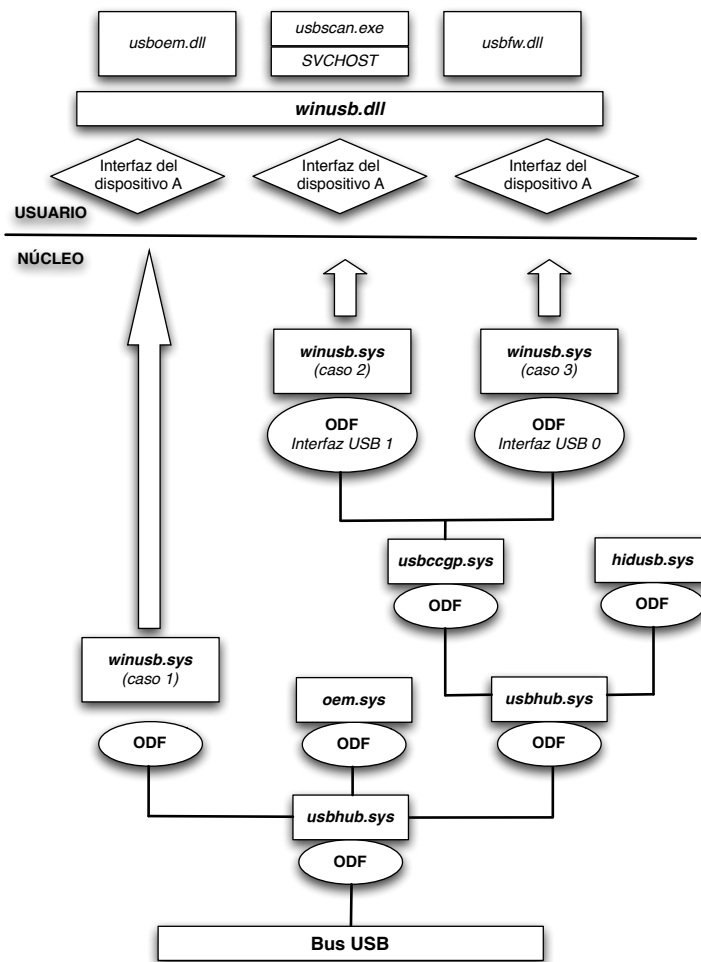 usboem.dll
usbscan.exe
SVCHOST
usbfw.dll
winusb.dll
Interfaz del
dispositivo A
Interfaz del
dispositivo A
Interfaz del
dispositivo A
USUARIO
NÚCLEO
winusb.sys
(caso 2)
winusb.sys
(caso 3)
ODF
Interfaz USB 1
ODF
Interfaz USB 0
usbccgp.sys
hidusb.sys
ODF
ODF
winusb.sys
(caso 1)
oem.sys
usbhub.sys
ODF
ODF
ODF
usbhub.sys
ODF
Bus USB